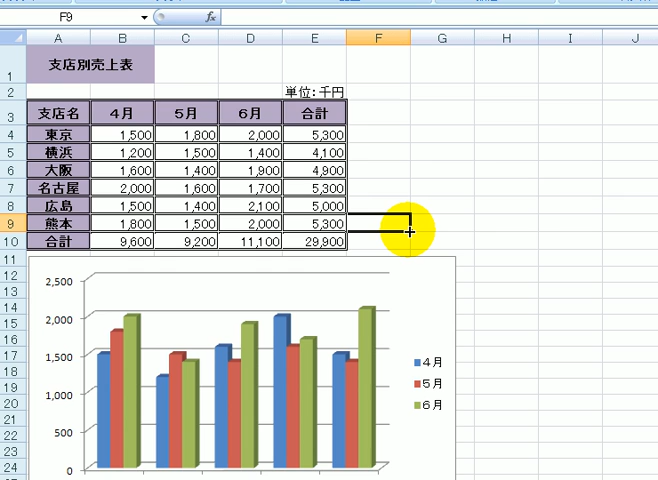 F9
fx
A B C D E F G H I J
1 支店別売上表
2 単位:千円
3 支店名 4月 5月 6月 合計
4 東京 1,500 1,800 2,000 5,300
5 横浜 1,200 1,500 1,400 4,100
6 大阪 1,600 1,400 1,900 4,900
7 名古屋 2,000 1,600 1,700 5,300
8 広島 1,500 1,400 2,100 5,000
9 熊本 1,800 1,500 2,000 5,300
10 合計 9,600 9,200 11,100 29,900
11
12 2,500
13
14 2,000
15
16
17 1,500 4月
18 5月
19 6月
20 1,000
21
22 500
23
24 0